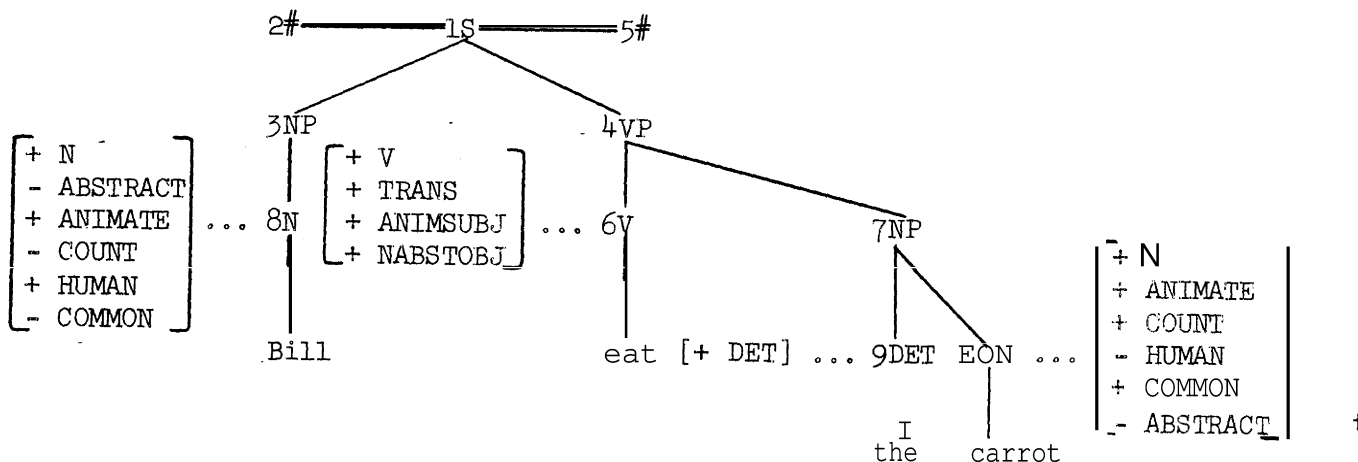 2# 1S 5#
3NP 4VP
+ N + V
- ABSTRACT + TRANS
+ ANIMATE ... 8N + ANIMSUBJ ... 6V 7NP
- COUNT + NABSTOBJ + N
+ HUMAN + ANIMATE
- COMMON + COUNT
Bill eat [+ DET] ... 9DET EON ... - HUMAN
+ COMMON
I - ABSTRACT
the carrot